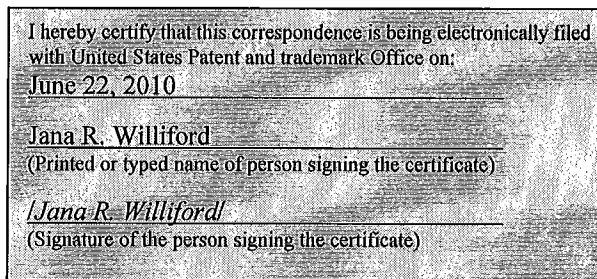 I hereby certify that this correspondence is being electronically filed
with United States Patent and trademark Office on:
June 22, 2010
Jana R. Williford
(Printed or typed name of person signing the certificate)
/Jana R. Williford/
(Signature of the person signing the certificate)